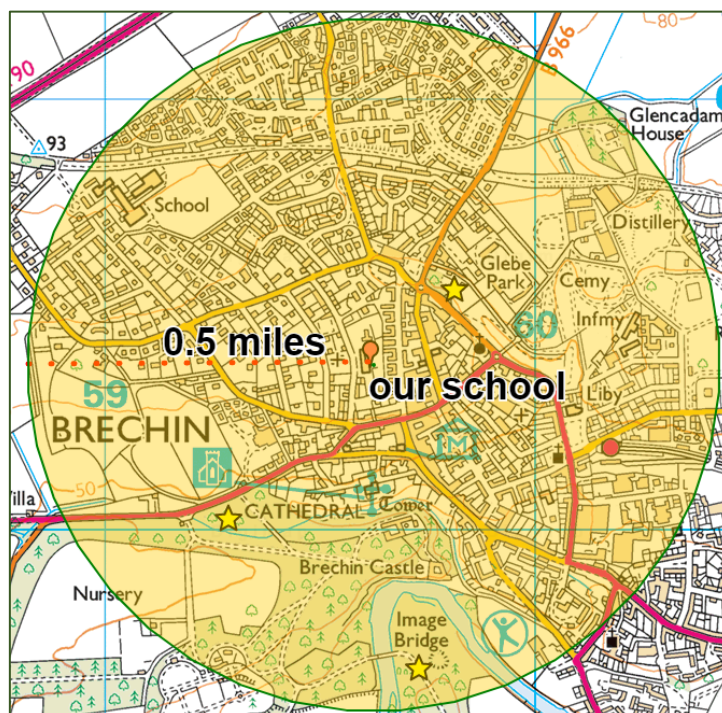 90
B 966
80
93
Glencadam
House
School
Distillery
Glebe
Park
Cemy
Infmy
60
0.5 miles
our school
59
Liby
BRECHIN
M
50
Villa
CATHEDRAL
Tower
Brechin Castle
Nursery
Image
Bridge